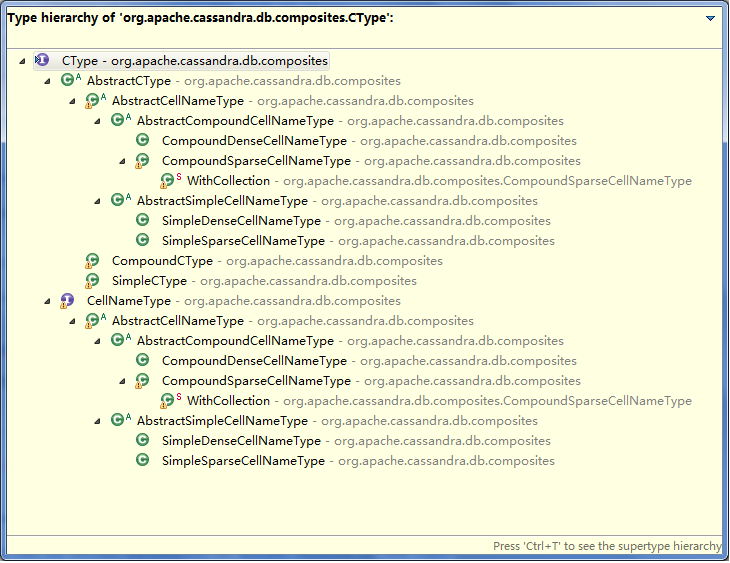 Type hierarchy of 'org.apache.cassandra.db.composites.CType':
CType - org.apache.cassandra.db.composites
AbstractCType - org.apache.cassandra.db.composites
AbstractCellNameType - org.apache.cassandra.db.composites
AbstractCompoundCellNameType - org.apache.cassandra.db.composites
CompoundDenseCellNameType - org.apache.cassandra.db.composites
CompoundSparseCellNameType - org.apache.cassandra.db.composites
WithCollection - org.apache.cassandra.db.composites.CompoundSparseCellNameType
AbstractSimpleCellNameType - org.apache.cassandra.db.composites
SimpleDenseCellNameType - org.apache.cassandra.db.composites
SimpleSparseCellNameType - org.apache.cassandra.db.composites
CompoundCType - org.apache.cassandra.db.composites
SimpleCType - org.apache.cassandra.db.composites
CellNameType - org.apache.cassandra.db.composites
AbstractCellNameType - org.apache.cassandra.db.composites
AbstractCompoundCellNameType - org.apache.cassandra.db.composites
CompoundDenseCellNameType - org.apache.cassandra.db.composites
CompoundSparseCellNameType - org.apache.cassandra.db.composites
WithCollection - org.apache.cassandra.db.composites.CompoundSparseCellNameType
AbstractSimpleCellNameType - org.apache.cassandra.db.composites
SimpleDenseCellNameType - org.apache.cassandra.db.composites
SimpleSparseCellNameType - org.apache.cassandra.db.composites
Press 'Ctrl+T' to see the supertype hierarchy